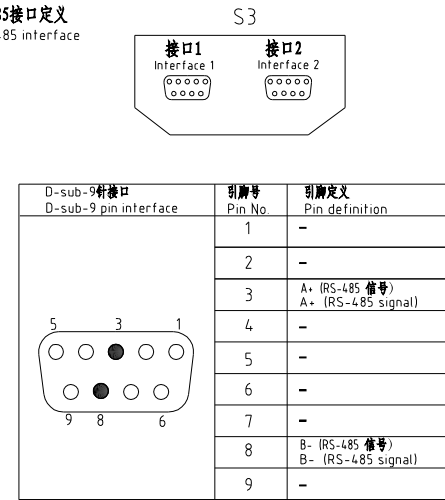 S5接口定义
485 interface
S3
接口1
Interface 1
接口2
Interface 2
D-sub-9针接口
D-sub-9 pin interface
引脚号
Pin No.
引脚定义
Pin definition
1 -
2 -
3 A+ (RS-485 信号)
A+ (RS-485 signal)
4 -
5 -
6 -
7 -
8 B- (RS-485 信号)
B- (RS-485 signal)
9 -
5 3 1
9 8 6